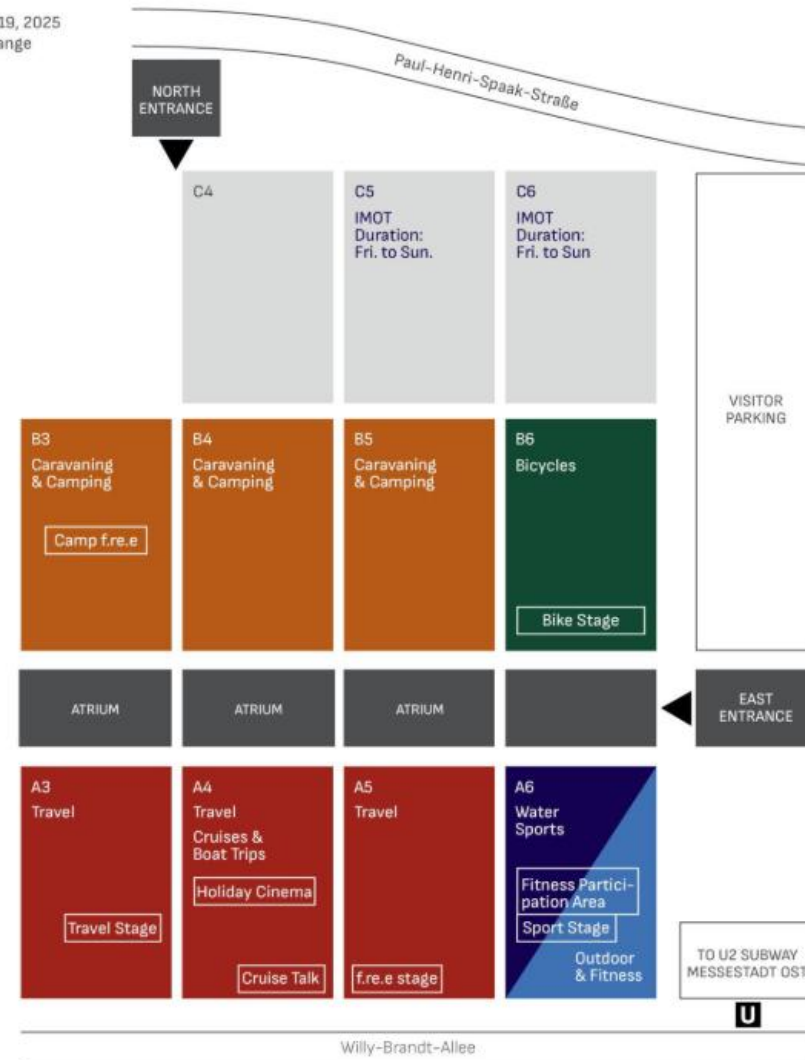 19, 2025
ange
Paul-Henri-Spaak-Straße
NORTH
ENTRANCE
C4
C5
IMOT
Duration:
Fri. to Sun.
C6
IMOT
Duration:
Fri. to Sun
VISITOR
PARKING
B3
Caravaning
& Camping
Camp f.re.e
B4
Caravaning
& Camping
B5
Caravaning
& Camping
B6
Bicycles
Bike Stage
ATRIUM
ATRIUM
ATRIUM
EAST
ENTRANCE
A3
Travel
Travel Stage
A4
Travel
Cruises &
Boat Trips
Holiday Cinema
Cruise Talk
A5
Travel
f.re.e stage
A6
Water
Sports
Fitness Partici-
pation Area
Sport Stage
Outdoor
& Fitness
TO U2 SUBWAY
MESSESTADT OST
U
Willy-Brandt-Allee